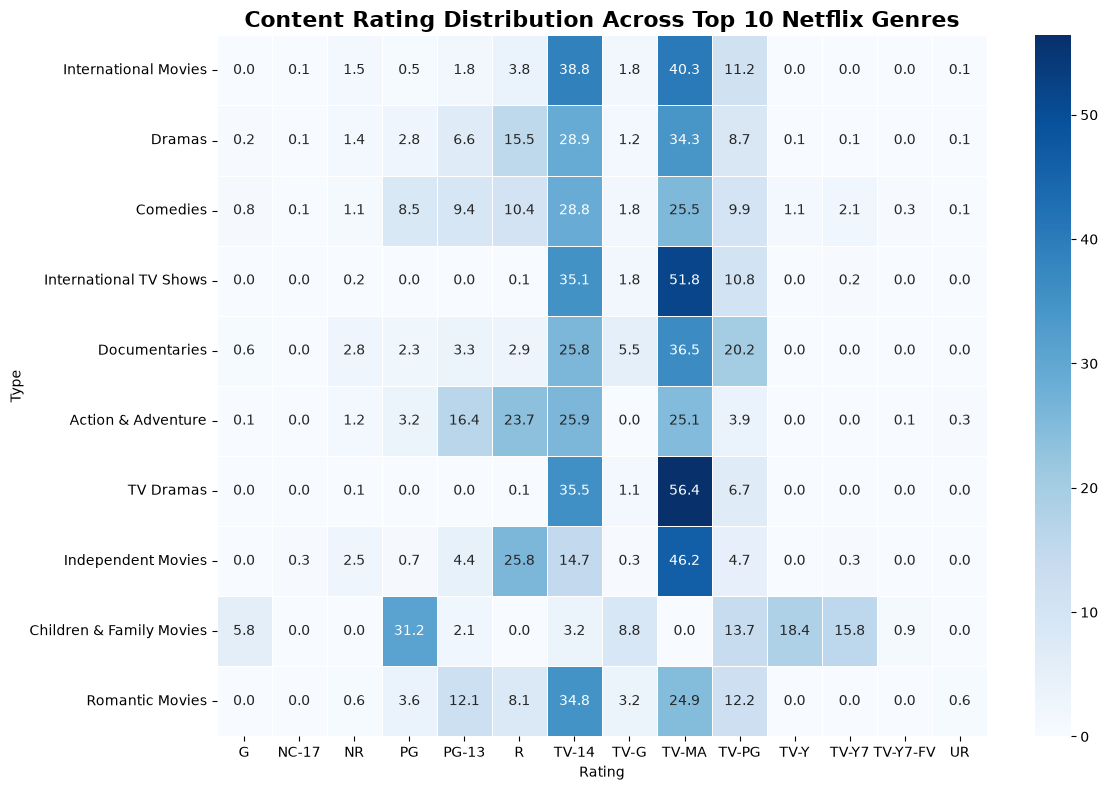 Content Rating Distribution Across Top 10 Netflix Genres
International Movies 0.0 0.1 1.5 0.5 1.8 3.8 38.8 1.8 40.3 11.2 0.0 0.0 0.0 0.1
Dramas 0.2 0.1 1.4 2.8 6.6 15.5 28.9 1.2 34.3 8.7 0.1 0.1 0.0 0.1
Comedies 0.8 0.1 1.1 8.5 9.4 10.4 28.8 1.8 25.5 9.9 1.1 2.1 0.3 0.1
International TV Shows 0.0 0.0 0.2 0.0 0.0 0.1 35.1 1.8 51.8 10.8 0.0 0.2 0.0 0.0
Documentaries 0.6 0.0 2.8 2.3 3.3 2.9 25.8 5.5 36.5 20.2 0.0 0.0 0.0 0.0
Action & Adventure 0.1 0.0 1.2 3.2 16.4 23.7 25.9 0.0 25.1 3.9 0.0 0.0 0.1 0.3
TV Dramas 0.0 0.0 0.1 0.0 0.0 0.1 35.5 1.1 56.4 6.7 0.0 0.0 0.0 0.0
Independent Movies 0.0 0.3 2.5 0.7 4.4 25.8 14.7 0.3 46.2 4.7 0.0 0.3 0.0 0.0
Children & Family Movies 5.8 0.0 0.0 31.2 2.1 0.0 3.2 8.8 0.0 13.7 18.4 15.8 0.9 0.0
Romantic Movies 0.0 0.0 0.6 3.6 12.1 8.1 34.8 3.2 24.9 12.2 0.0 0.0 0.0 0.6
G NC-17 NR PG PG-13 R TV-14 TV-G TV-MA TV-PG TV-Y TV-Y7 TV-Y7-FV UR
Rating
Type
50
40
30
20
10
0